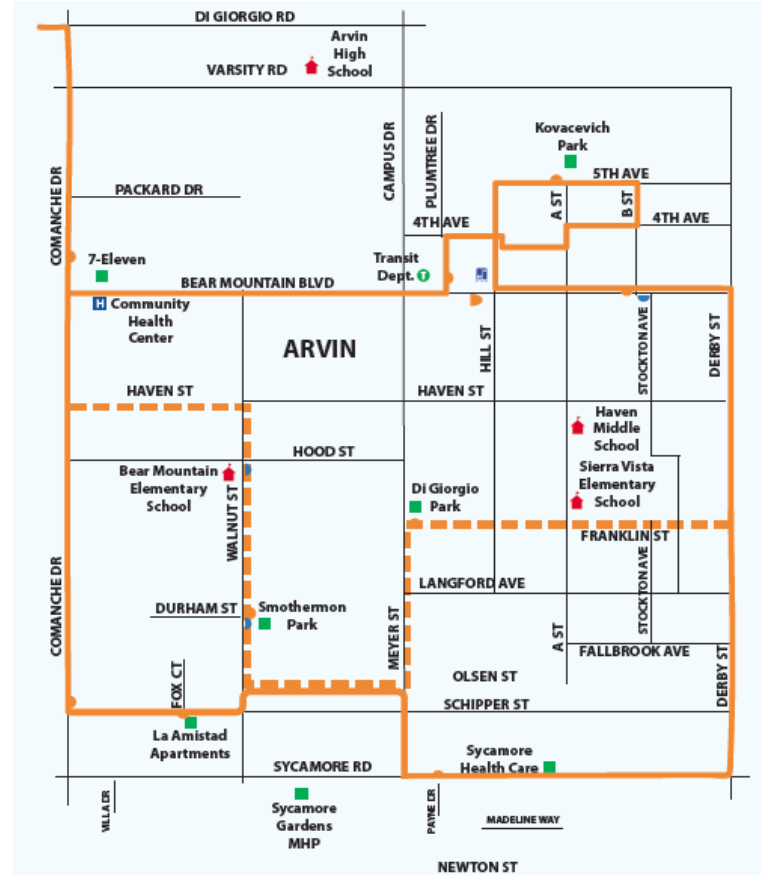 DI GIORGIO RD
Arvin
High
School
VARSITY RD
COMANCHE DR
CAMPUS DR
PLUMTREE DR
Kovacevich
Park
5TH AVE
PACKARD DR
A ST
B ST
4TH AVE
4TH AVE
7-Eleven
Transit
Dept.
T
BEAR MOUNTAIN BLVD
H
Community
Health
Center
ARVIN
HILL ST
STOCKTON AVE
DERBY ST
HAVEN ST
HAVEN ST
Haven
Middle
School
HOOD ST
Bear Mountain
Elementary
School
WALNUT ST
Di Giorgio
Park
Sierra Vista
Elementary
School
FRANKLIN ST
COMANCHE DR
LANGFORD AVE
DURHAM ST
Smothermon
Park
MEYER ST
A ST
STOCKTON AVE
FALLBROOK AVE
DERBY ST
FOX CT
OLSEN ST
SCHIPPER ST
La Amistad
Apartments
SYCAMORE RD
Sycamore
Health Care
VILLA DR
Sycamore
Gardens
MHP
PAYNE DR
MADELINE WAY
NEWTON ST